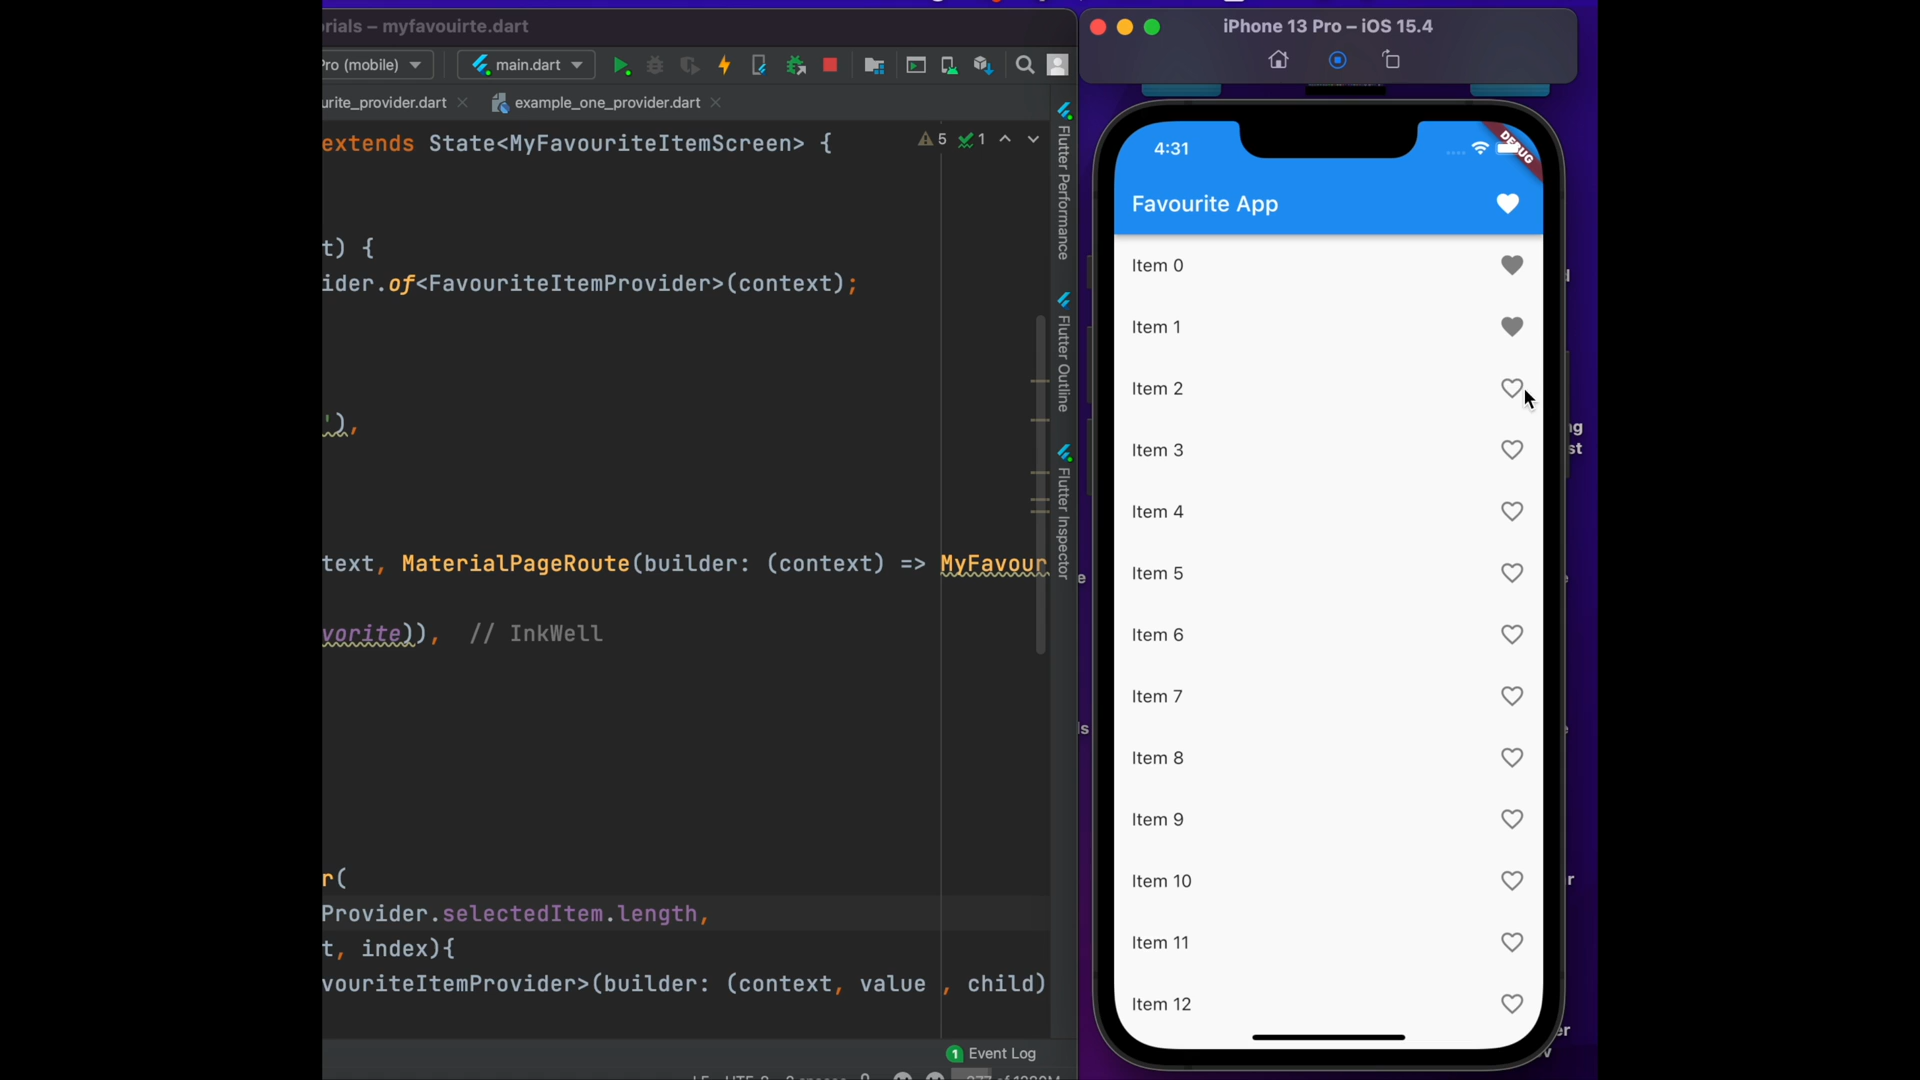 rials – myfavouirte.dart
Pro (mobile)
main.dart
urite_provider.dart
example_one_provider.dart
extends State<MyFavouriteItemScreen> {
5
1
t) {
ider.of<FavouriteItemProvider>(context);
'),
text, MaterialPageRoute(builder: (context) => MyFavour
vorite)), // InkWell
r(
Provider.selectedItem.length,
t, index){
vouriteItemProvider>(builder: (context, value , child)
1 Event Log
Flutter Performance
Flutter Outline
Flutter Inspector
iPhone 13 Pro – iOS 15.4
4:31
DEBUG
Favourite App
Item 0
Item 1
Item 2
Item 3
Item 4
Item 5
Item 6
Item 7
Item 8
Item 9
Item 10
Item 11
Item 12